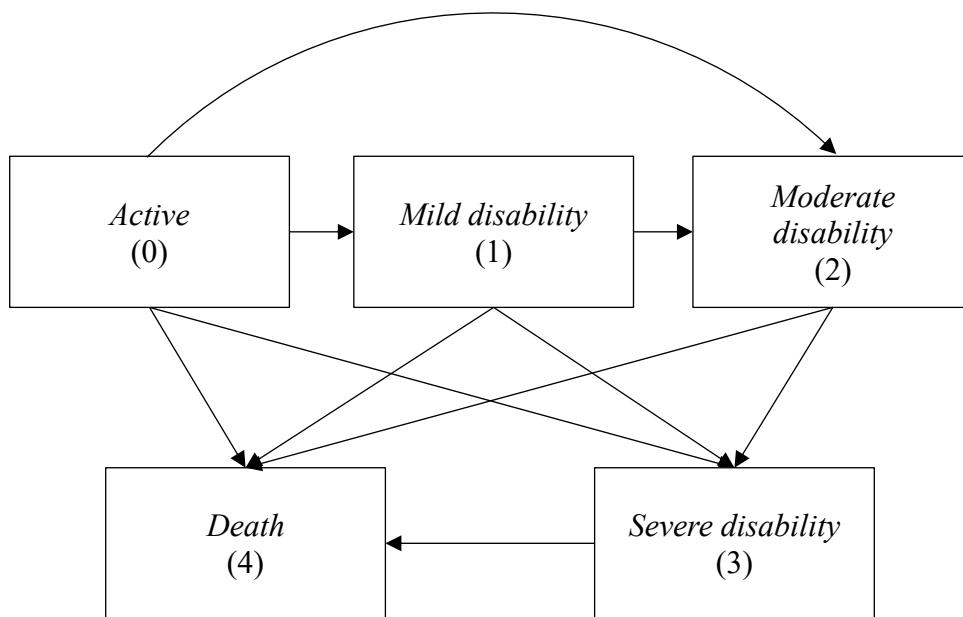 Active
(0)
Mild disability
(1)
Moderate
disability
(2)
Death
(4)
Severe disability
(3)